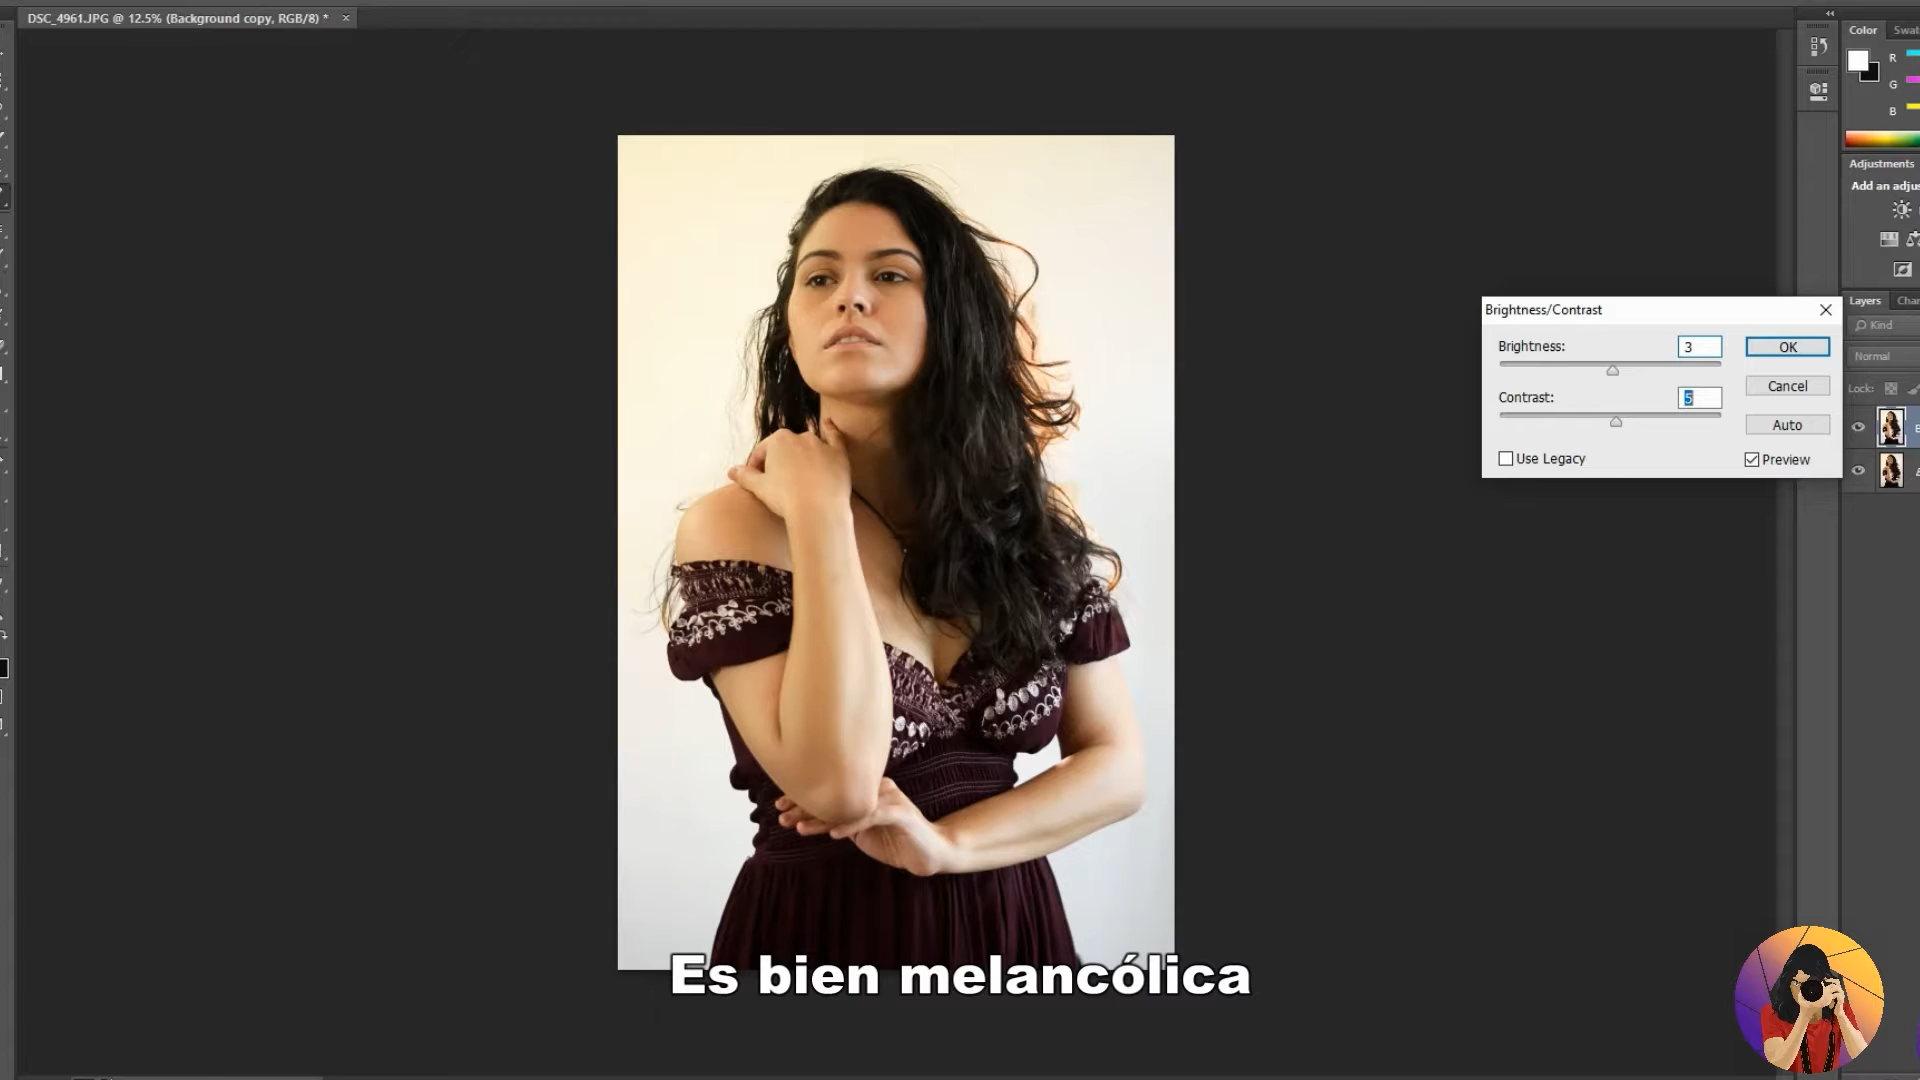 DSC_4961.JPG @ 12.5% (Background copy, RGB/8) *
Color
R
G
B
Adjustments
Layers
Kind
Normal
Lock:
Brightness/Contrast
Brightness: 3
OK
Contrast: 5
Cancel
Auto
Use Legacy
Preview
Es bien melancólica